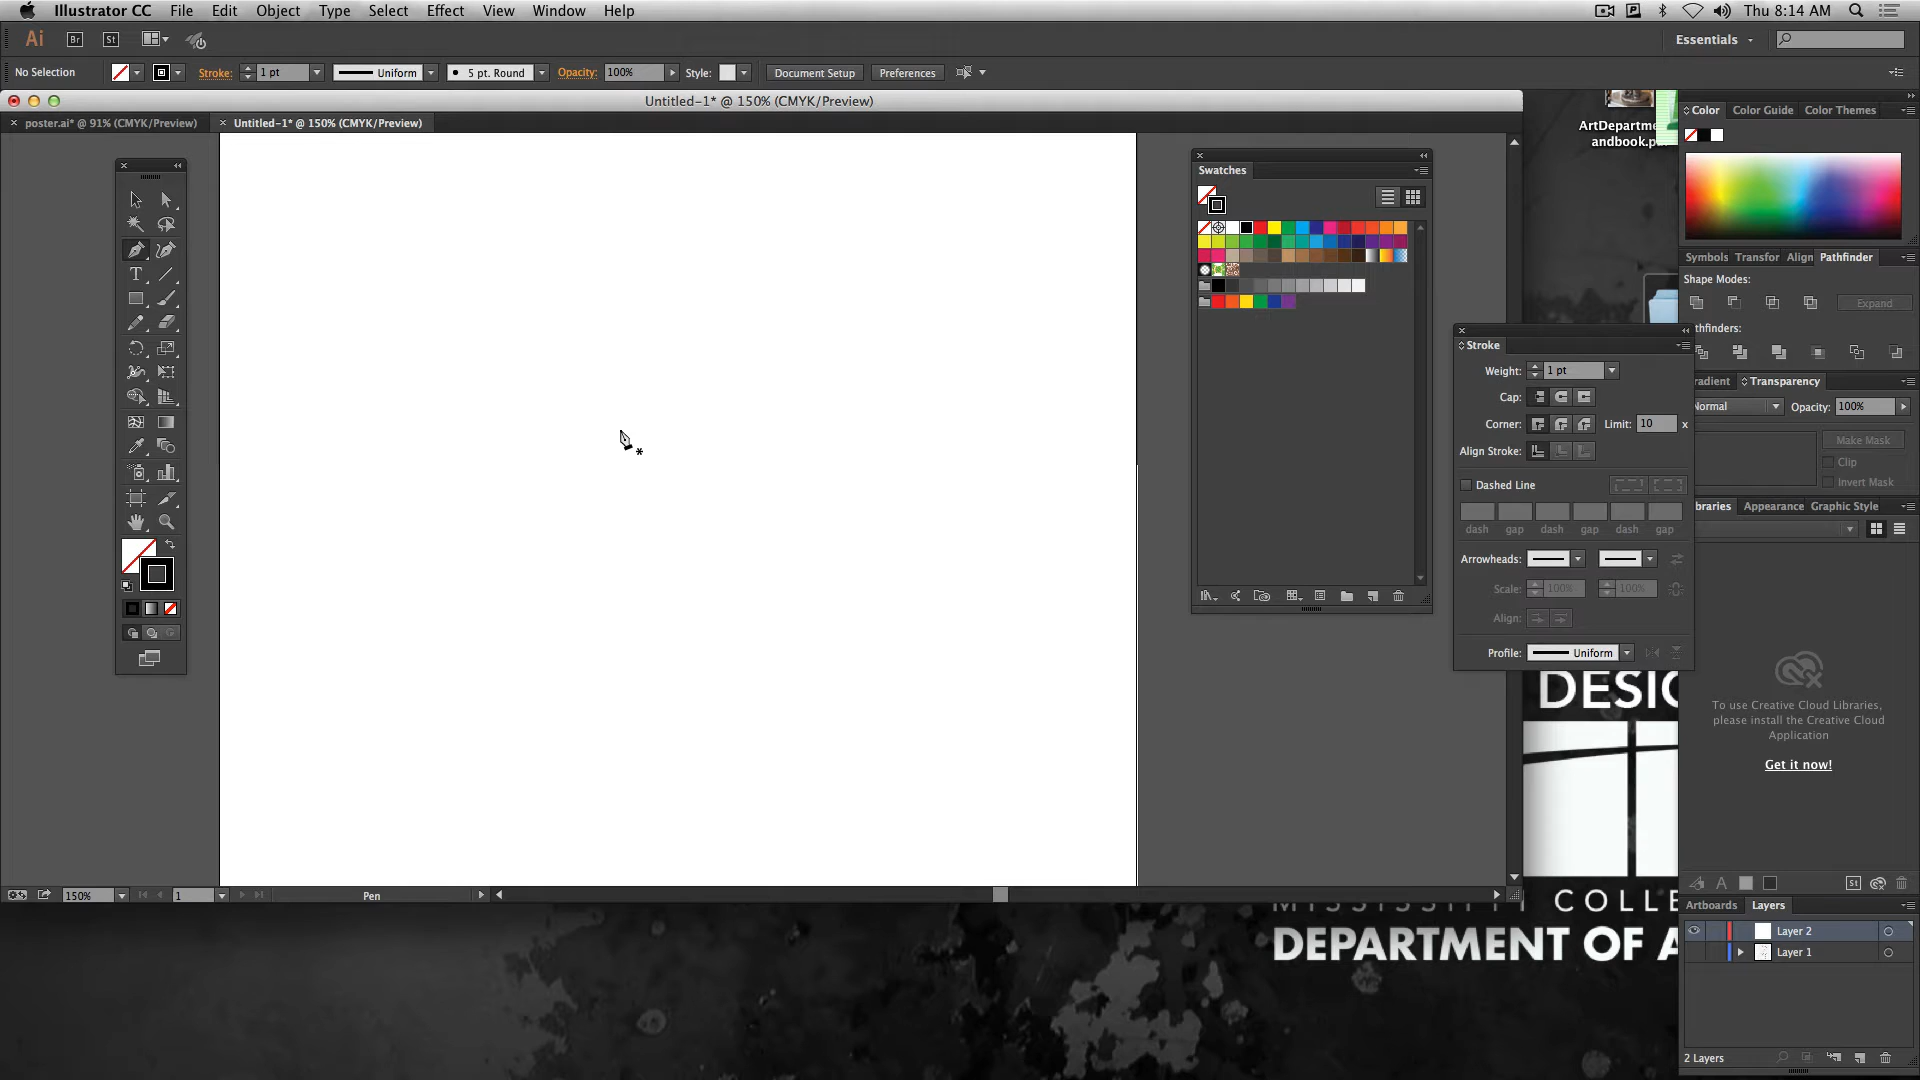 Illustrator CC File Edit Object Type Select Effect View Window Help Thu 8:14 AM
Ai Br St Essentials
No Selection Stroke: 1 pt Uniform 5 pt. Round Opacity: 100% Style: Document Setup Preferences
Untitled-1* @ 150% (CMYK/Preview)
poster.ai* @ 91% (CMYK/Preview) Untitled-1* @ 150% (CMYK/Preview)
Color Color Guide Color Themes
ArtDepartm
andbook.p
Swatches
Symbols Transfor Align Pathfinder
Shape Modes:
Expand
thfinders:
Stroke
Weight: 1 pt
Cap:
Corner: Limit: 10 x
Align Stroke:
Dashed Line
dash gap dash gap dash gap
Arrowheads:
Scale: 100% 100%
Align:
Profile: Uniform
radient Transparency
Normal Opacity: 100%
Make Mask
Clip
Invert Mask
braries Appearance Graphic Style
To use Creative Cloud Libraries,
please install the Creative Cloud
Application
Get it now!
DESIG
COLLE
DEPARTMENT OF A
150% 1 Pen
St
Artboards Layers
Layer 2
Layer 1
2 Layers